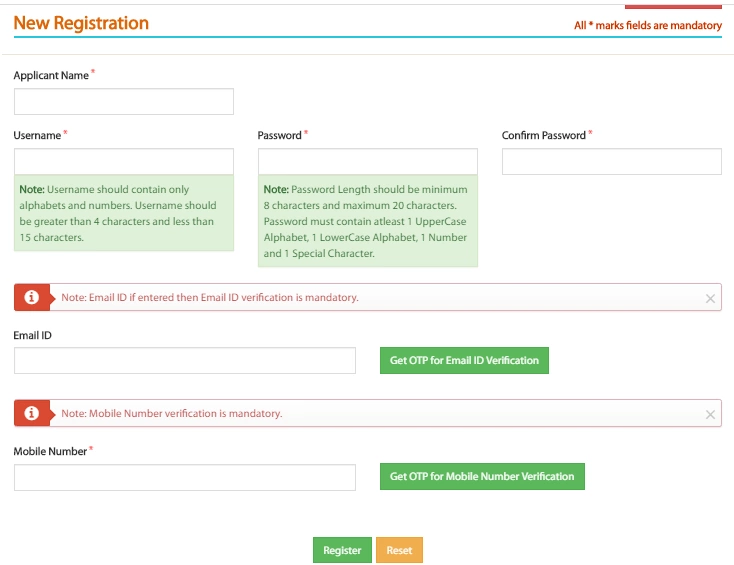 New Registration
All * marks fields are mandatory
Applicant Name *
Username *
Password *
Confirm Password *
Note: Username should contain only
alphabets and numbers. Username should
be greater than 4 characters and less than
15 characters.
Note: Password Length should be minimum
8 characters and maximum 20 characters.
Password must contain atleast 1 UpperCase
Alphabet, 1 LowerCase Alphabet, 1 Number
and 1 Special Character.
Note: Email ID if entered then Email ID verification is mandatory.
Email ID
Get OTP for Email ID Verification
Note: Mobile Number verification is mandatory.
Mobile Number *
Get OTP for Mobile Number Verification
Register
Reset